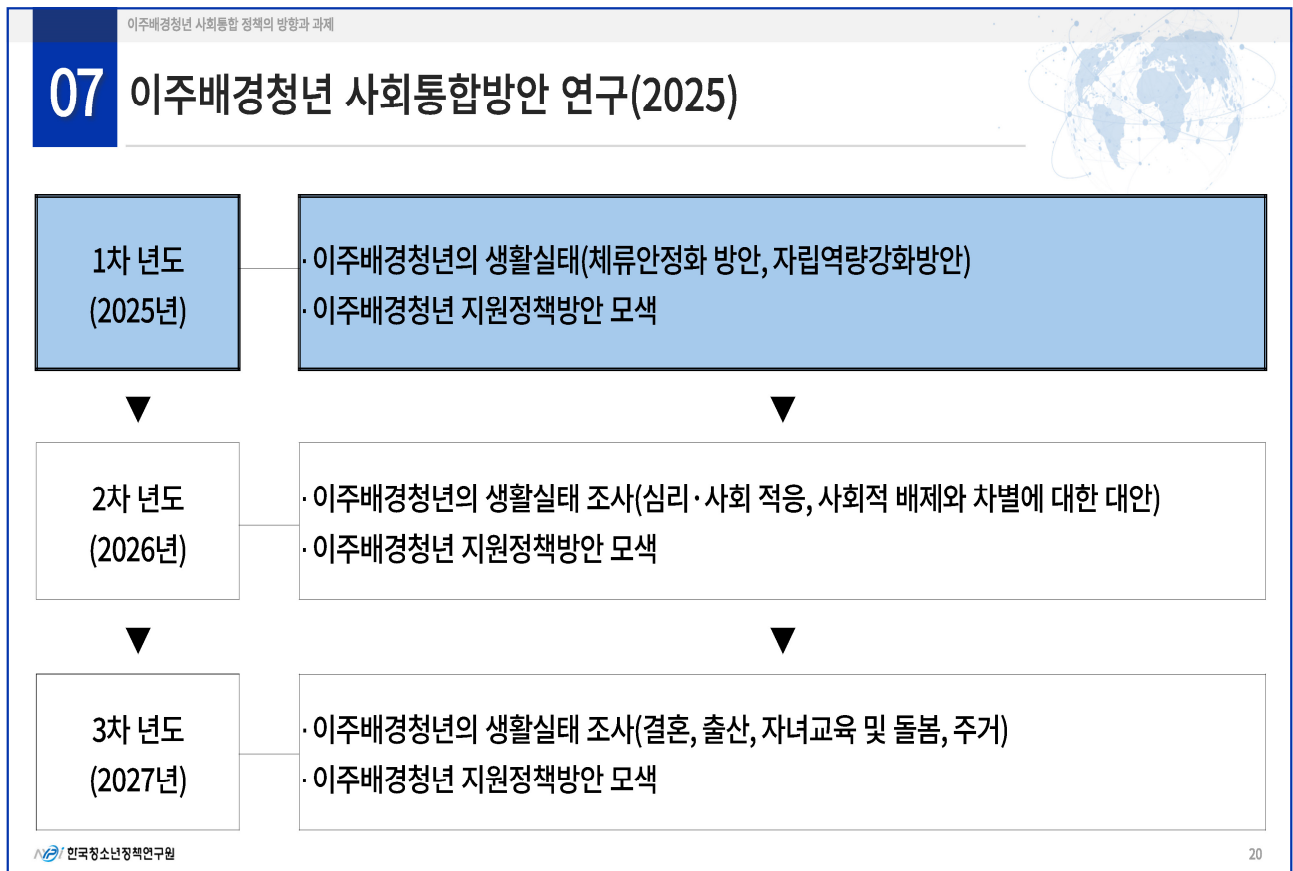 이주배경청년 사회통합 정책의 방향과 과제
07 이주배경청년 사회통합방안 연구(2025)
1차 년도
(2025년)
· 이주배경청년의 생활실태(체류안정화 방안, 자립역량강화방안)
· 이주배경청년 지원정책방안 모색
▼ ▼
2차 년도
(2026년)
· 이주배경청년의 생활실태 조사(심리·사회 적응, 사회적 배제와 차별에 대한 대안)
· 이주배경청년 지원정책방안 모색
▼ ▼
3차 년도
(2027년)
· 이주배경청년의 생활실태 조사(결혼, 출산, 자녀교육 및 돌봄, 주거)
· 이주배경청년 지원정책방안 모색
NYPI 한국청소년정책연구원
20